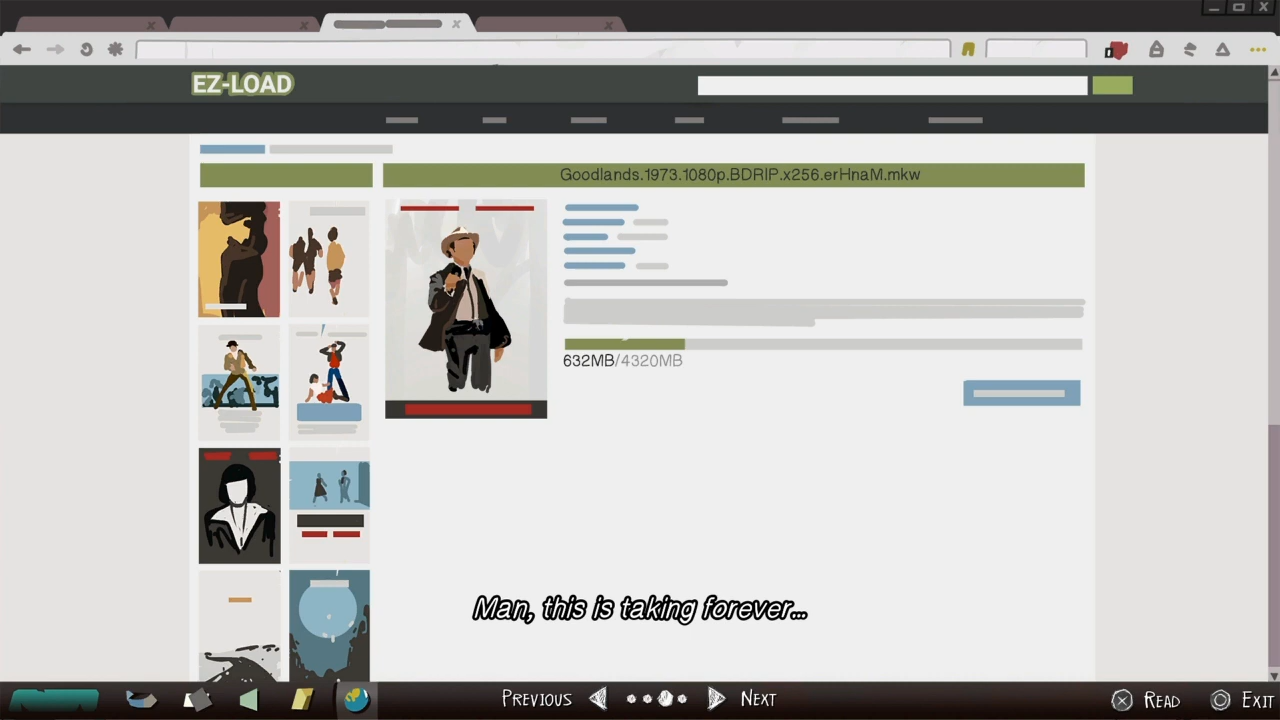 EZ-LOAD
Goodlands.1973.1080p.BDRIP.x256.erHnaM.mkw
632MB/4320MB
Man, this is taking forever...
PREVIOUS NEXT READ EXIT